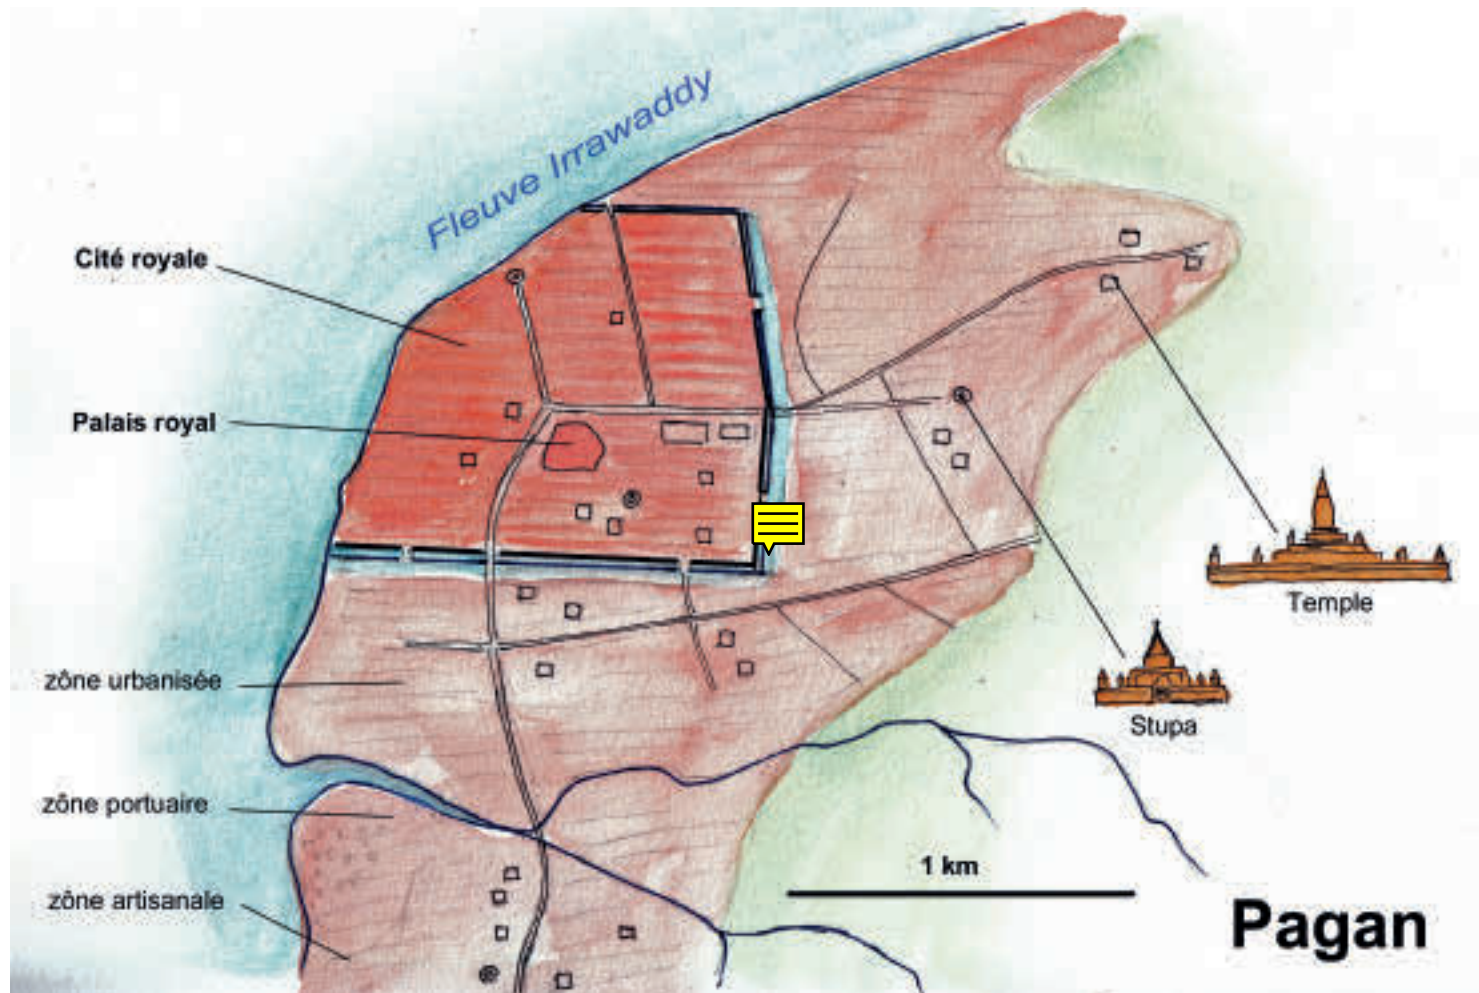 Fleuve Irrawaddy
Cité royale
Palais royal
Temple
zône urbanisée
Stupa
zône portuaire
1 km
zône artisanale
Pagan